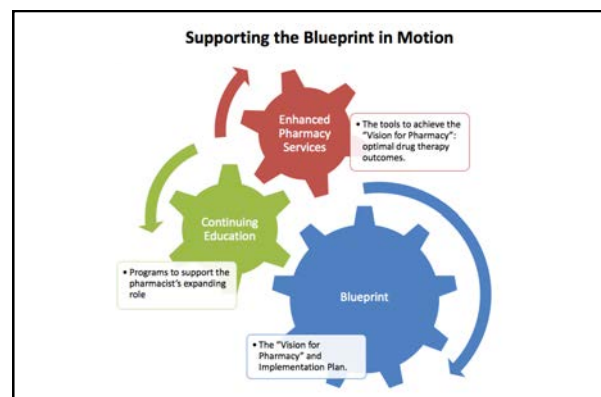 Supporting the Blueprint in Motion
Enhanced
Pharmacy
Services
• The tools to achieve the
"Vision for Pharmacy":
optimal drug therapy
outcomes.
Continuing
Education
• Programs to support the
pharmacist's expanding
role
Blueprint
• The "Vision for
Pharmacy" and
Implementation Plan.